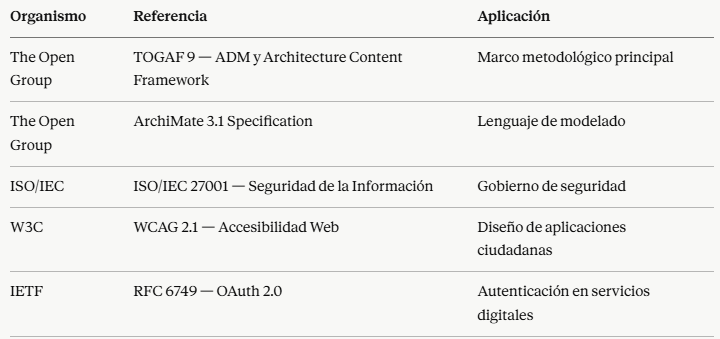 Organismo Referencia Aplicación
The Open TOGAF 9 — ADM y Architecture Content Marco metodológico principal
Group Framework
The Open ArchiMate 3.1 Specification Lenguaje de modelado
Group
ISO/IEC ISO/IEC 27001 — Seguridad de la Información Gobierno de seguridad
W3C WCAG 2.1 — Accesibilidad Web Diseño de aplicaciones
ciudadanas
IETF RFC 6749 — OAuth 2.0 Autenticación en servicios
digitales